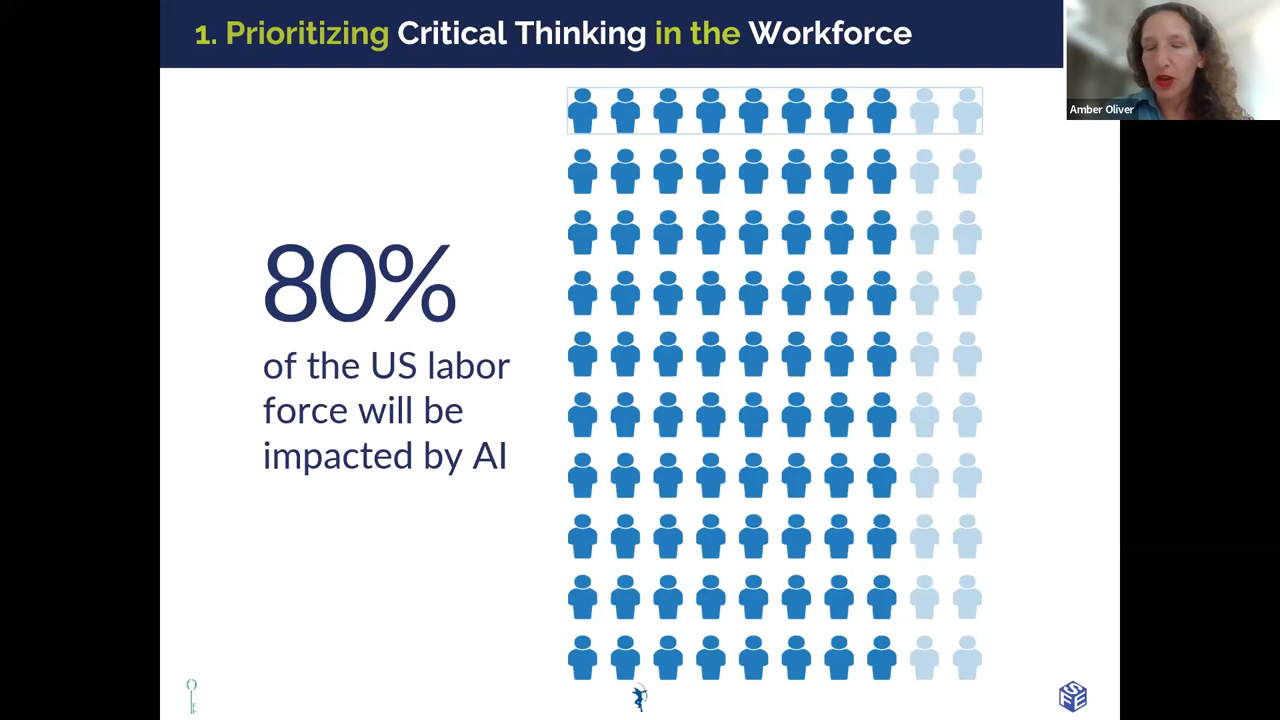 1. Prioritizing Critical Thinking in the Workforce
Amber Oliver
80%
of the US labor
force will be
impacted by AI
SFE